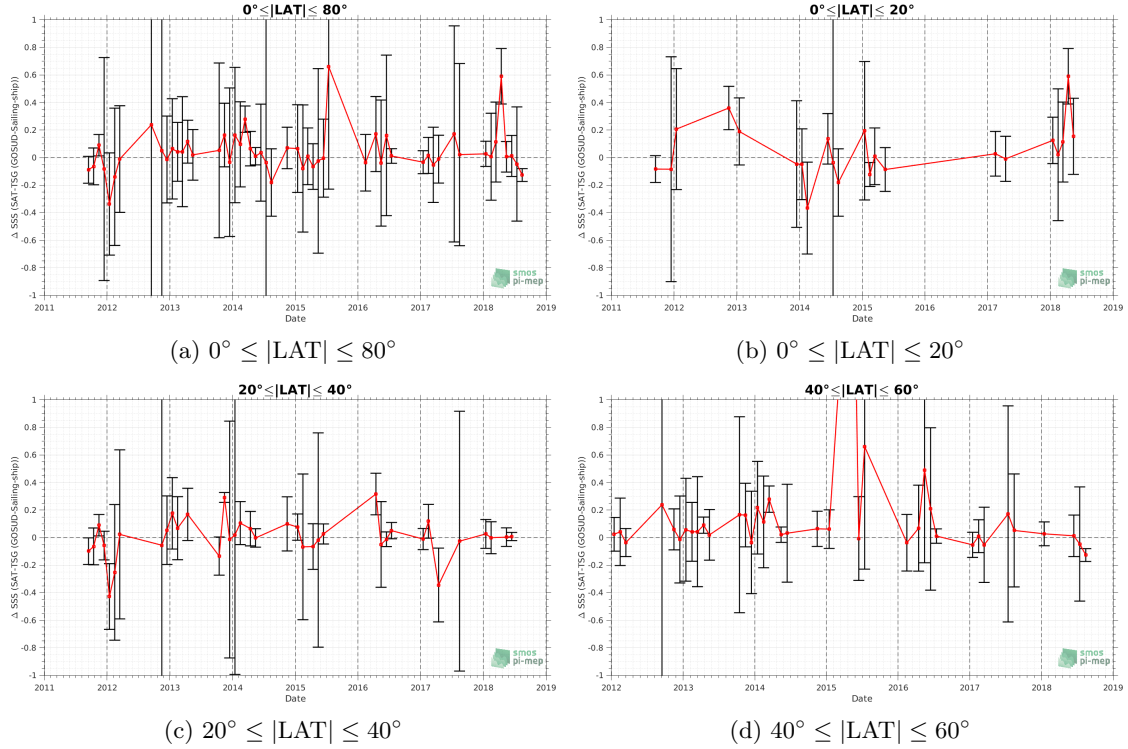 0°≤|LAT|≤ 80°
Δ SSS (SAT-TSG (GOSUD-Sailing-ship))
1
0.8
0.6
0.4
0.2
0
-0.2
-0.4
-0.6
-0.8
-1
2011 2012 2013 2014 2015 2016 2017 2018 2019
Date
smos
pi-mep
(a) 0° ≤ |LAT| ≤ 80°
0°≤|LAT|≤ 20°
Δ SSS (SAT-TSG (GOSUD-Sailing-ship))
1
0.8
0.6
0.4
0.2
0
-0.2
-0.4
-0.6
-0.8
-1
2011 2012 2013 2014 2015 2016 2017 2018 2019
Date
smos
pi-mep
(b) 0° ≤ |LAT| ≤ 20°
20°≤|LAT|≤ 40°
Δ SSS (SAT-TSG (GOSUD-Sailing-ship))
1
0.8
0.6
0.4
0.2
0
-0.2
-0.4
-0.6
-0.8
-1
2011 2012 2013 2014 2015 2016 2017 2018 2019
Date
smos
pi-mep
(c) 20° ≤ |LAT| ≤ 40°
40°≤|LAT|≤ 60°
Δ SSS (SAT-TSG (GOSUD-Sailing-ship))
1
0.8
0.6
0.4
0.2
0
-0.2
-0.4
-0.6
-0.8
-1
2012 2013 2014 2015 2016 2017 2018 2019
Date
smos
pi-mep
(d) 40° ≤ |LAT| ≤ 60°